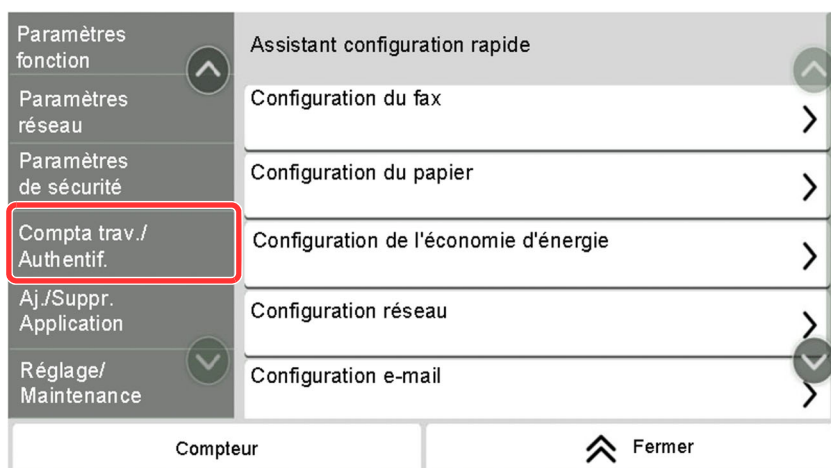 Paramètres
fonction
Paramètres
réseau
Paramètres
de sécurité
Compta trav./
Authentif.
Aj./Suppr.
Application
Réglage/
Maintenance
Assistant configuration rapide
Configuration du fax
Configuration du papier
Configuration de l'économie d'énergie
Configuration réseau
Configuration e-mail
Compteur
Fermer